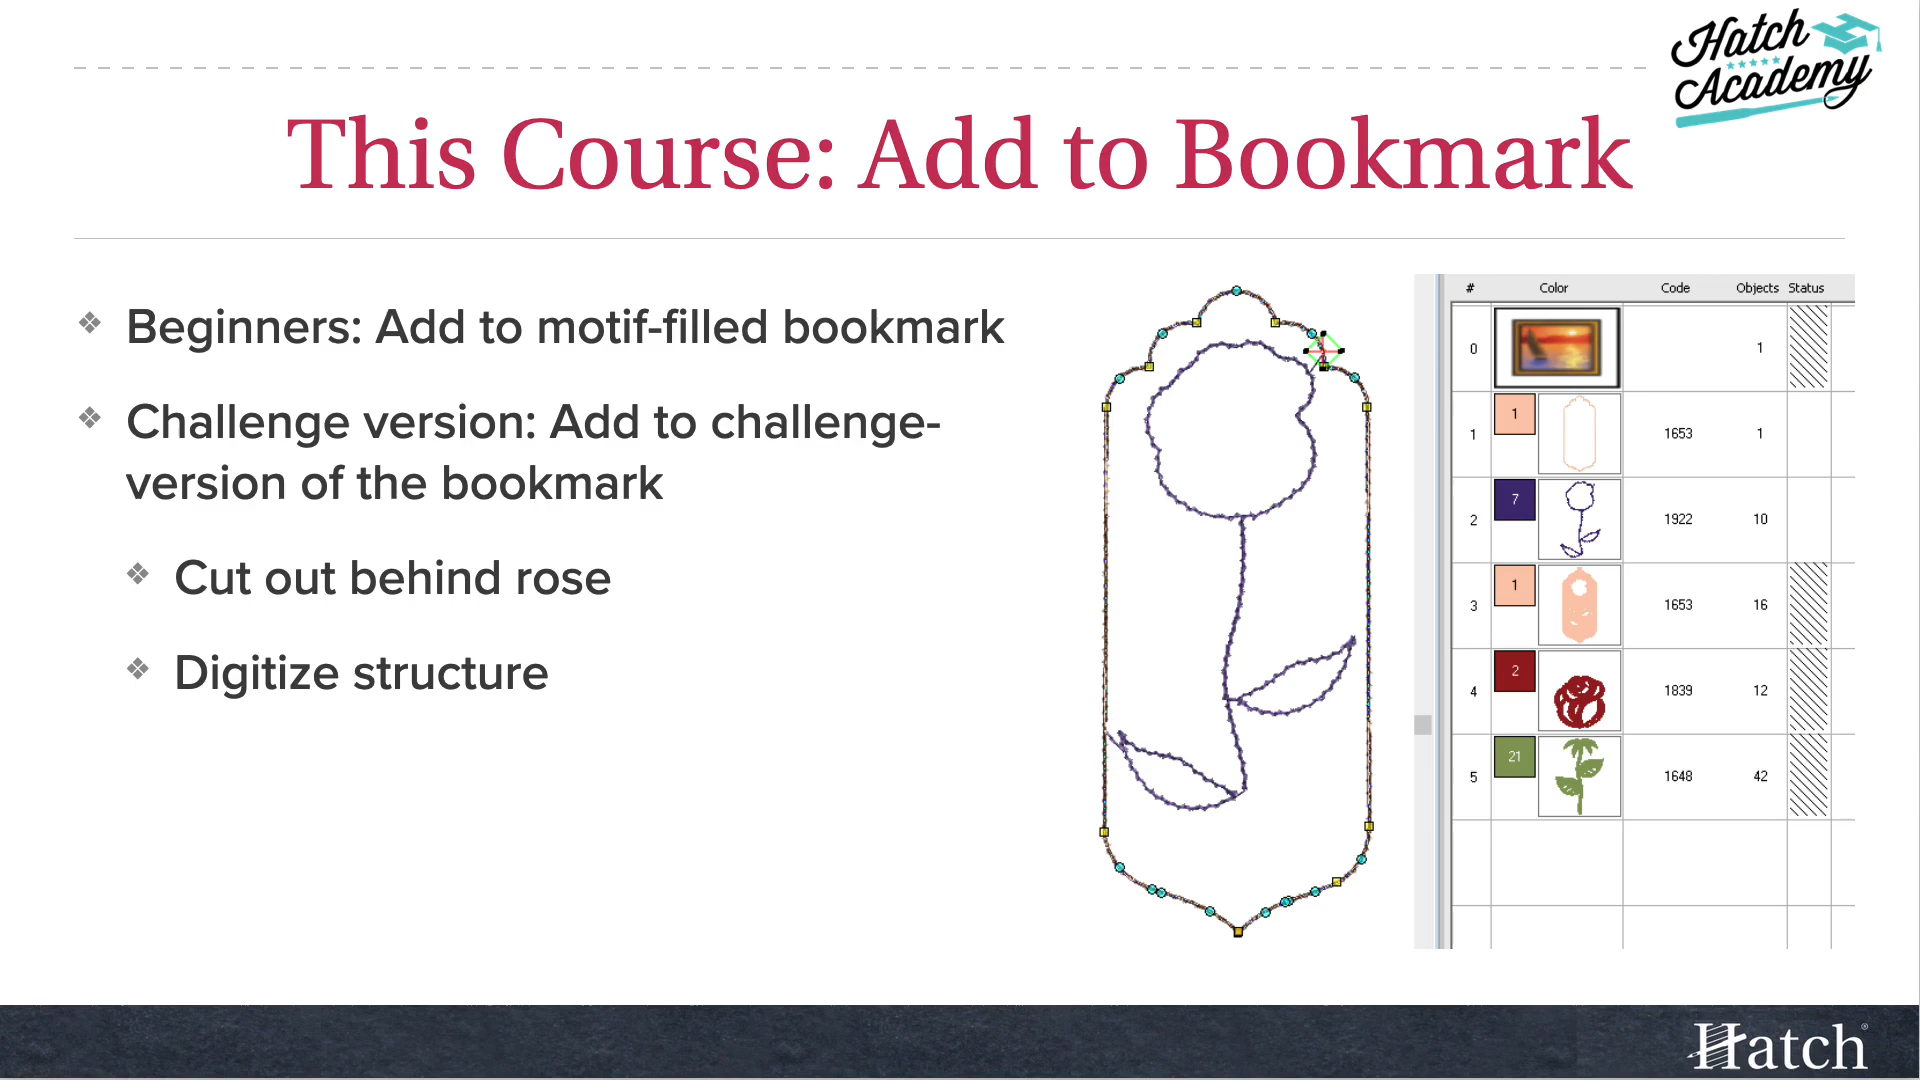 Hatch
Academy
This Course: Add to Bookmark
❖ Beginners: Add to motif-filled bookmark
❖ Challenge version: Add to challenge-
version of the bookmark
❖ Cut out behind rose
❖ Digitize structure
# Color Code Objects Status
0 1
1 1 1653 1
2 7 1922 10
3 1 1653 16
4 2 1839 12
5 21 1648 42
Hatch®